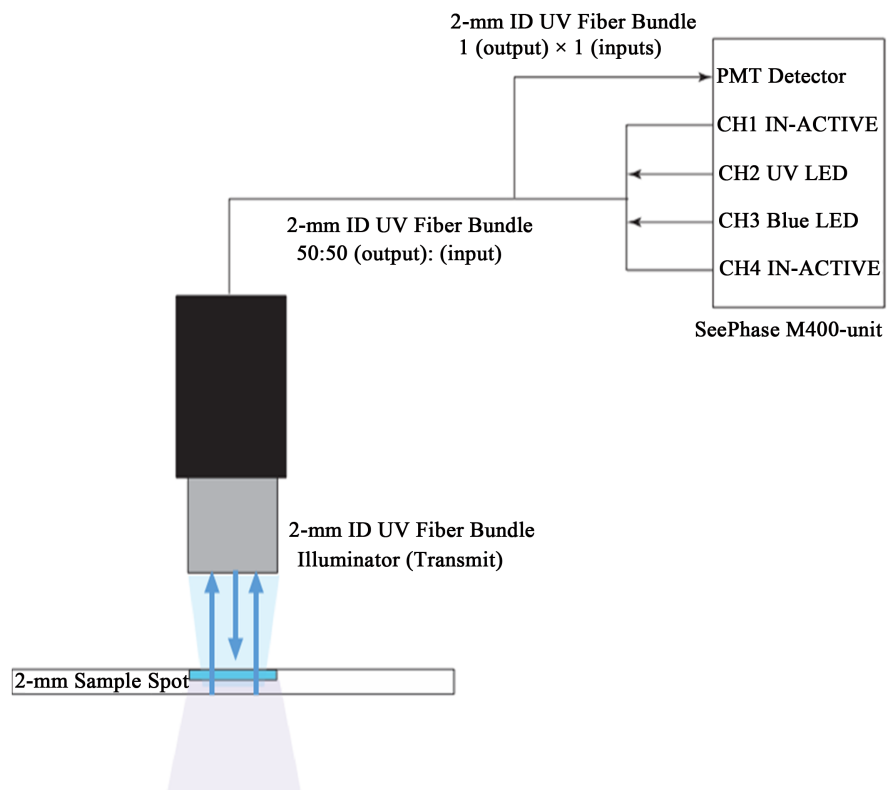 2-mm ID UV Fiber Bundle
1 (output) × 1 (inputs)
PMT Detector
CH1 IN-ACTIVE
CH2 UV LED
CH3 Blue LED
CH4 IN-ACTIVE
SeePhase M400-unit
2-mm ID UV Fiber Bundle
50:50 (output): (input)
2-mm ID UV Fiber Bundle
Illuminator (Transmit)
2-mm Sample Spot